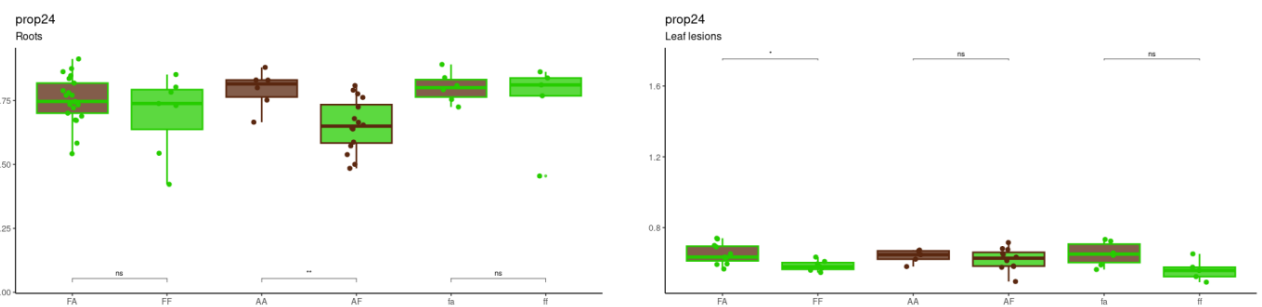 prop24
Roots
.75
.50
.25
.00
ns
**
ns
FA FF AA AF fa ff
prop24
Leaf lesions
1.6
1.2
0.8
*
ns
ns
FA FF AA AF fa ff